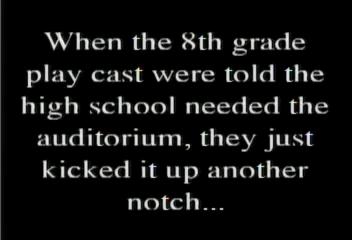 When the 8th grade
play cast were told the
high school needed the
auditorium, they just
kicked it up another
notch...